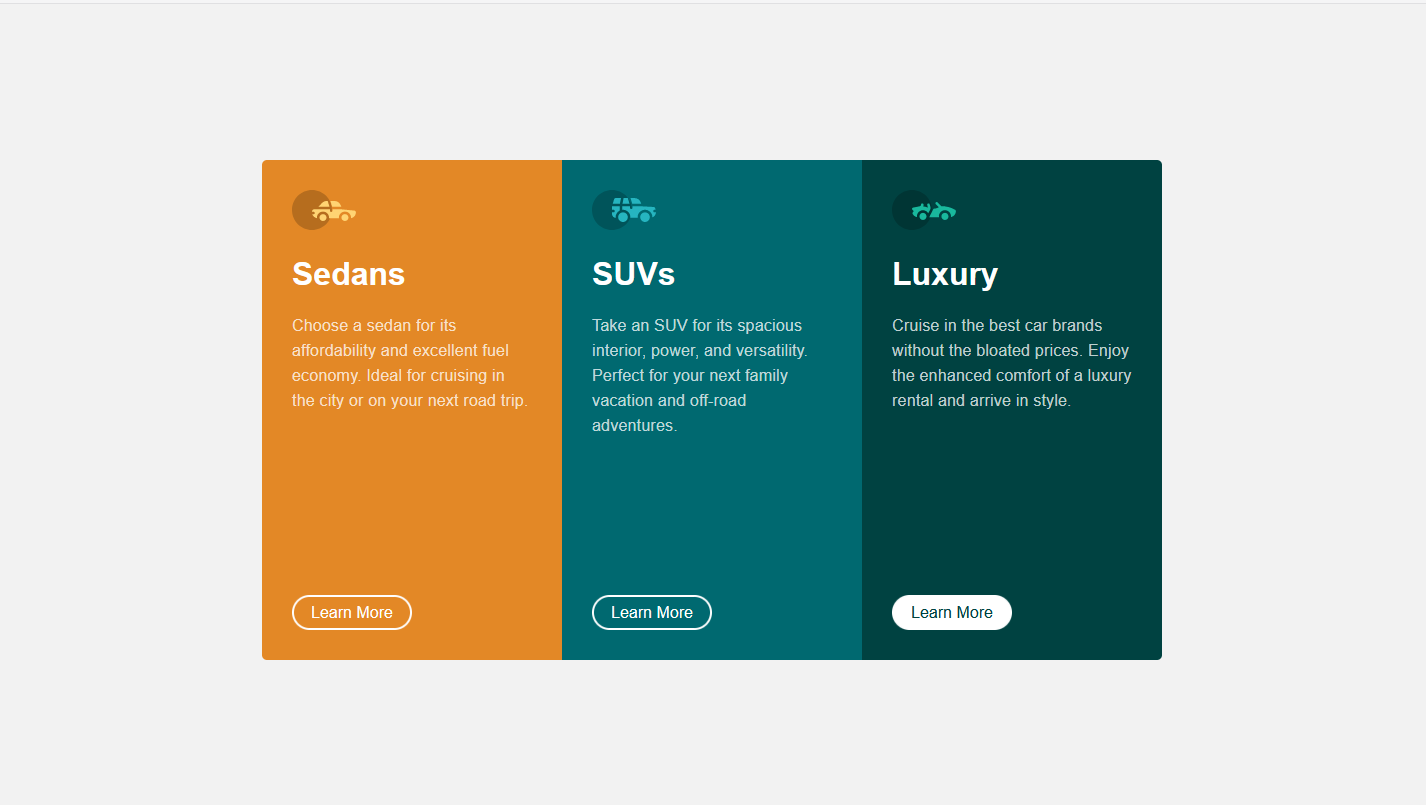 Sedans
Choose a sedan for its
affordability and excellent fuel
economy. Ideal for cruising in
the city or on your next road trip.
Learn More
SUVs
Take an SUV for its spacious
interior, power, and versatility.
Perfect for your next family
vacation and off-road
adventures.
Learn More
Luxury
Cruise in the best car brands
without the bloated prices. Enjoy
the enhanced comfort of a luxury
rental and arrive in style.
Learn More